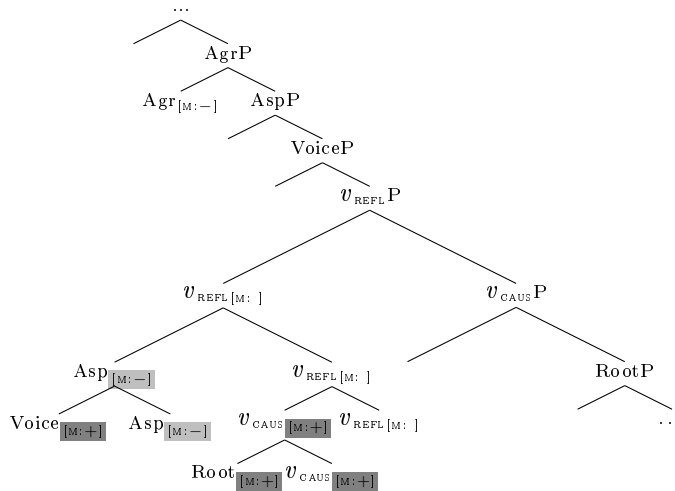 ...
AgrP
Agr[M:−] AspP
VoiceP
vREFLP
vREFL[M: ] vCAUSP
Asp[M:−] vREFL[M: ] RootP
Voice[M:+] Asp[M:−] vCAUS[M:+] vREFL[M: ] ..
Root[M:+] vCAUS[M:+]